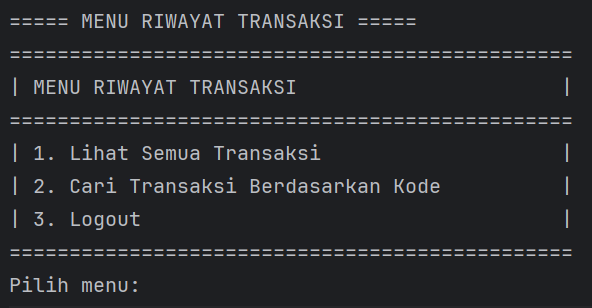 ===== MENU RIWAYAT TRANSAKSI =====
===============================================
| MENU RIWAYAT TRANSAKSI                      |
===============================================
| 1. Lihat Semua Transaksi                    |
| 2. Cari Transaksi Berdasarkan Kode          |
| 3. Logout                                   |
===============================================
Pilih menu: